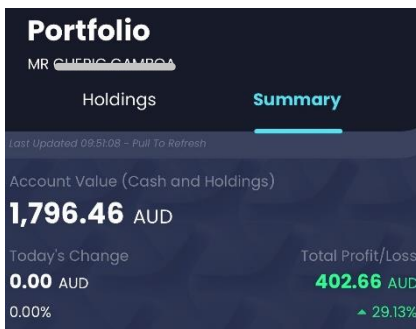 Portfolio
MR
Holdings Summary
Last Updated 09:51:08 - Pull To Refresh
Account Value (Cash and Holdings)
1,796.46 AUD
Today's Change Total Profit/Loss
0.00 AUD 402.66 AUD
0.00% ▲ 29.13%